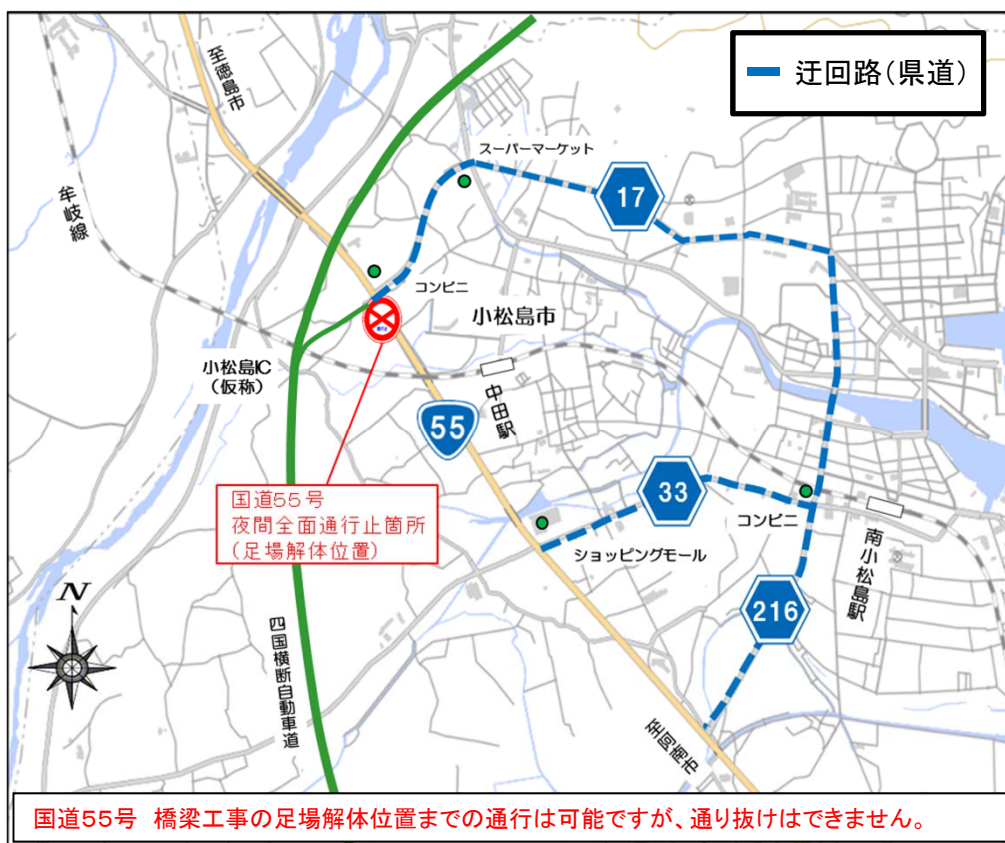 迂回路(県道)
至徳島市
スーパーマーケット
牟岐線
17
コンビニ
小松島市
小松島IC
(仮称)
中田駅
55
国道55号
夜間全面通行止箇所
(足場解体位置)
33
コンビニ
ショッピングモール
南小松島駅
N
216
四国横断自動車道
至阿南市
国道55号 橋梁工事の足場解体位置までの通行は可能ですが、通り抜けはできません。